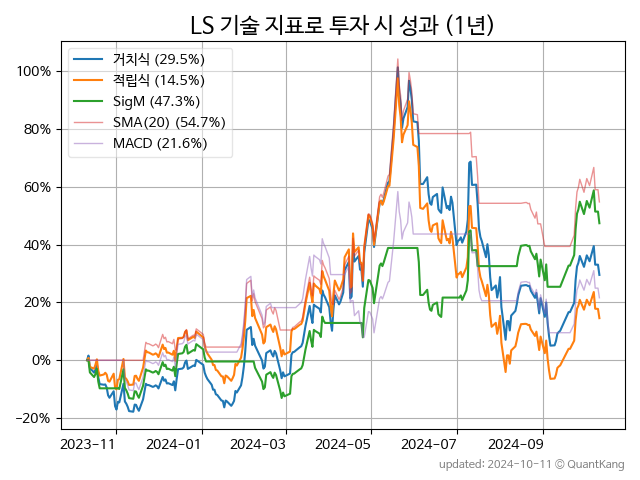 LS 기술 지표로 투자 시 성과 (1년)
거치식 (29.5%)
적립식 (14.5%)
SigM (47.3%)
SMA(20) (54.7%)
MACD (21.6%)
100%
80%
60%
40%
20%
0%
−20%
2023-11 2024-01 2024-03 2024-05 2024-07 2024-09
updated: 2024-10-11 © QuantKang